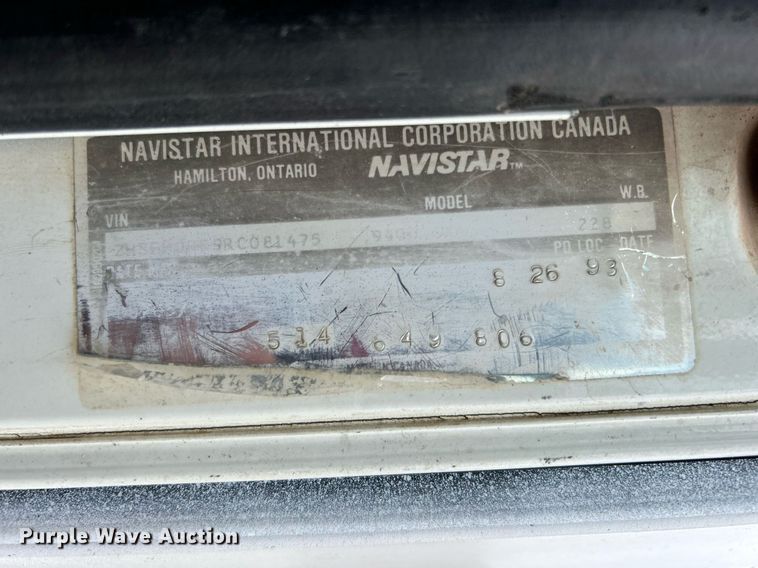 NAVISTAR INTERNATIONAL CORPORATION CANADA
HAMILTON, ONTARIO NAVISTAR™
VIN MODEL W.B.
RC081475 228
PD LOC DATE
8 26 93
514 649 806
Purple Wave Auction